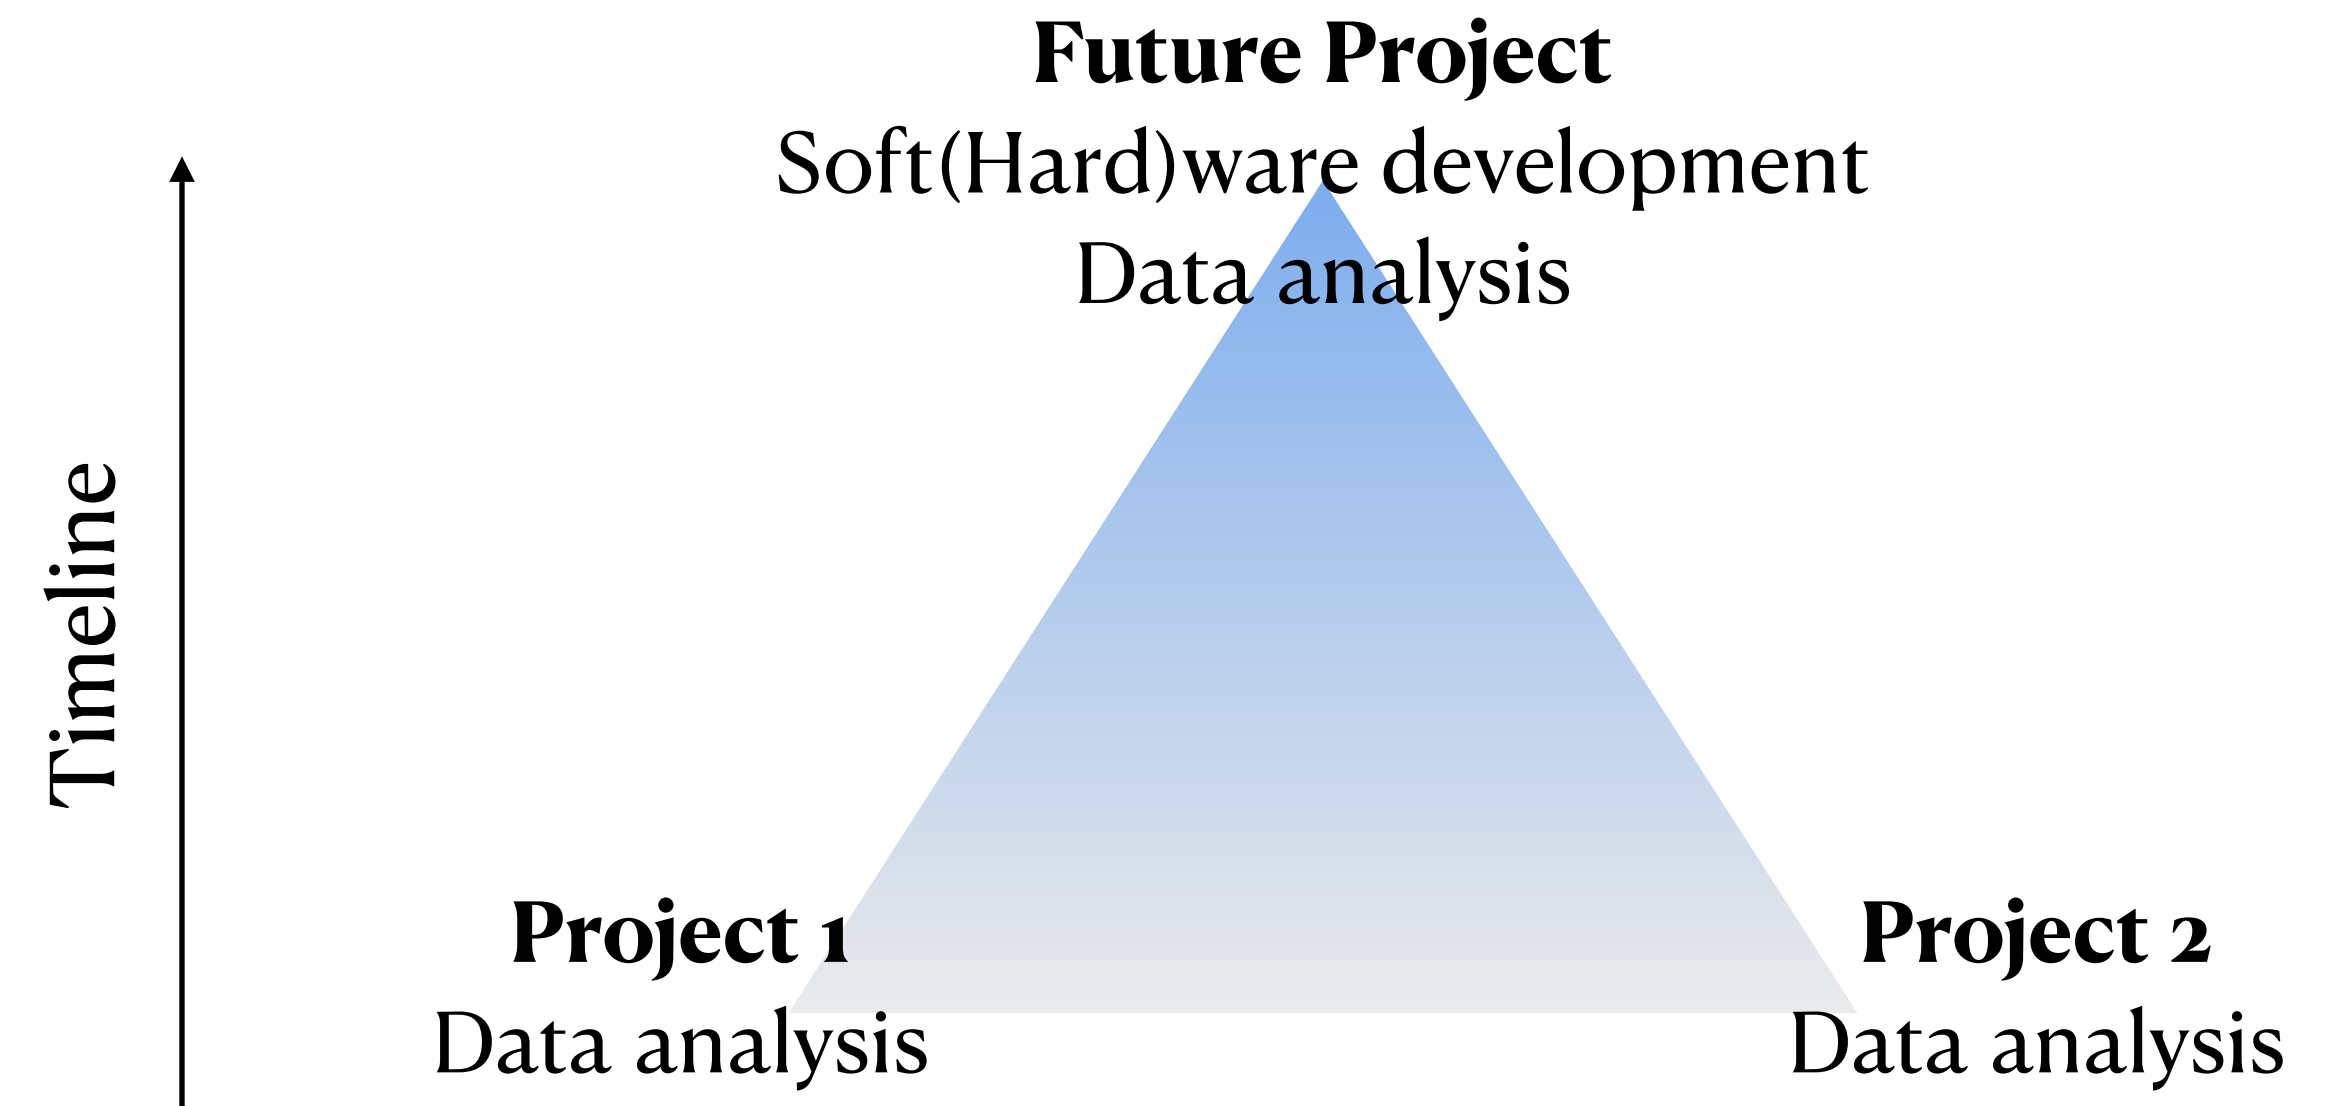 Future Project
Soft(Hard)ware development
Data analysis
Timeline
Project 1
Data analysis
Project 2
Data analysis